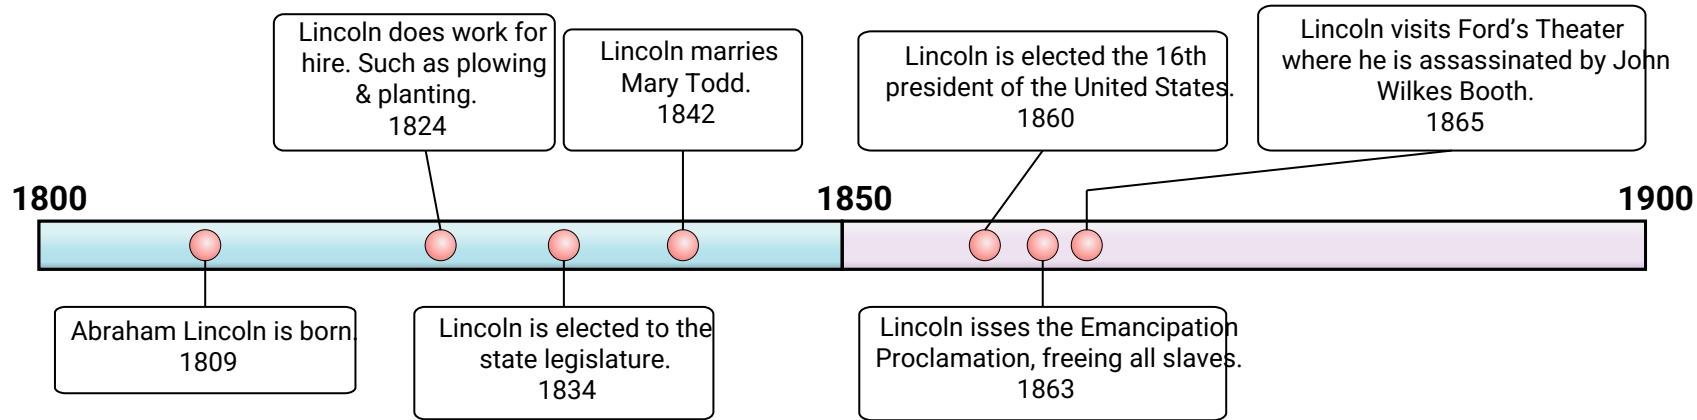 Lincoln does work for
hire. Such as plowing
& planting.
1824
Lincoln marries
Mary Todd.
1842
Lincoln is elected the 16th
president of the United States.
1860
Lincoln visits Ford’s Theater
where he is assassinated by John
Wilkes Booth.
1865
1800
1850
1900
Abraham Lincoln is born.
1809
Lincoln is elected to the
state legislature.
1834
Lincoln isses the Emancipation
Proclamation, freeing all slaves.
1863